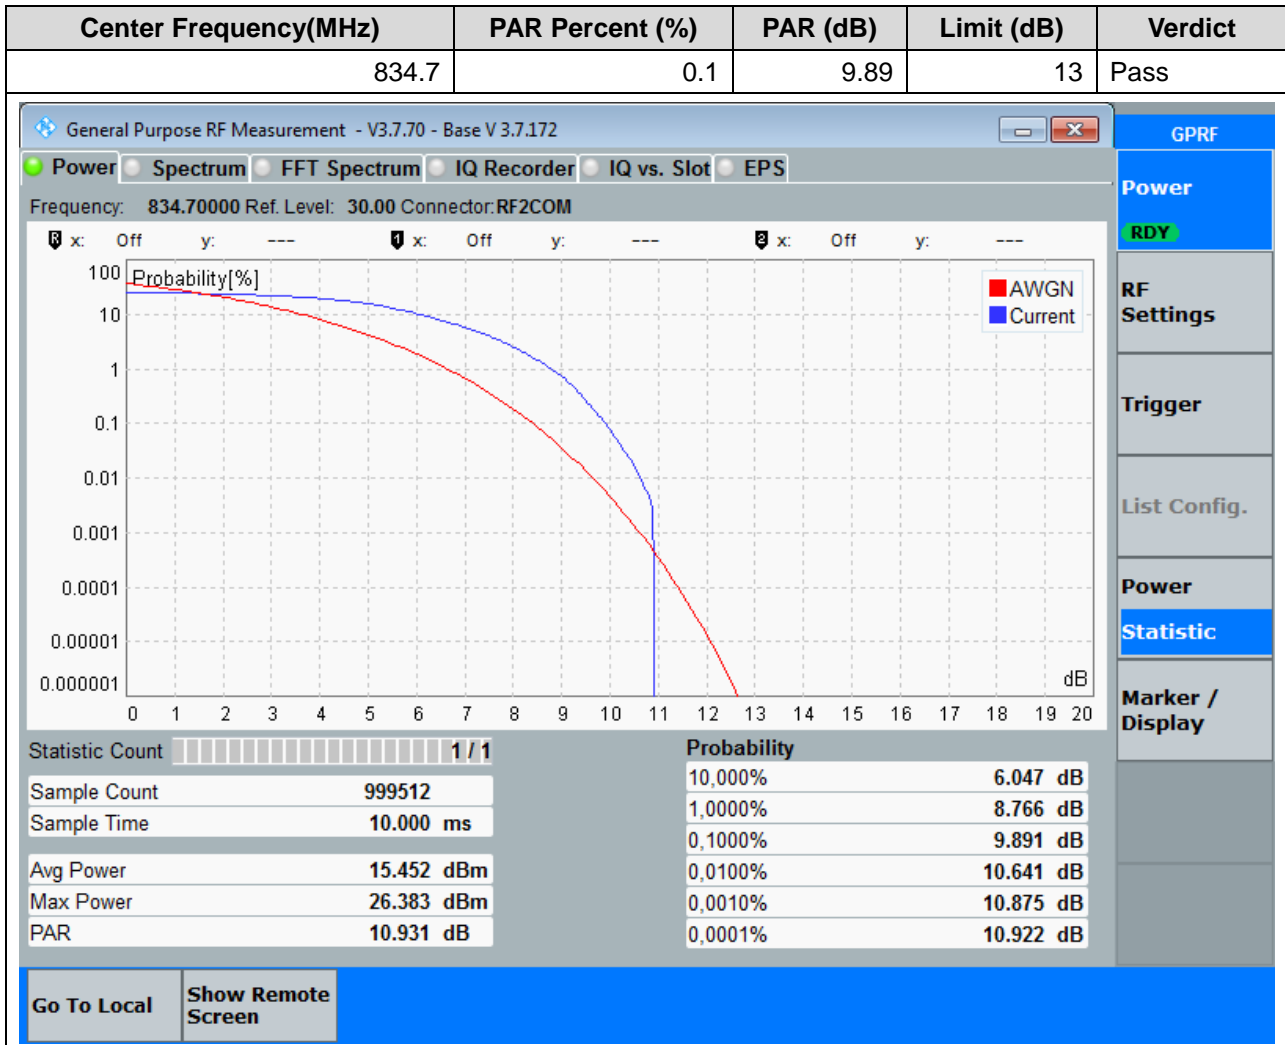 Center Frequency(MHz) PAR Percent (%) PAR (dB) Limit (dB) Verdict
834.7 0.1 9.89 13 Pass
General Purpose RF Measurement - V3.7.70 - Base V 3.7.172
GPRF
Power Spectrum FFT Spectrum IQ Recorder IQ vs. Slot EPS
Frequency: 834.70000 Ref. Level: 30.00 Connector: RF2COM
R x: Off y: --- 1 x: Off y: --- 2 x: Off y: ---
Probability[%]
AWGN
Current
100
10
1
0.1
0.01
0.001
0.0001
0.00001
0.000001
dB
0 1 2 3 4 5 6 7 8 9 10 11 12 13 14 15 16 17 18 19 20
Statistic Count 1 / 1
Sample Count 999512
Sample Time 10.000 ms
Avg Power 15.452 dBm
Max Power 26.383 dBm
PAR 10.931 dB
Probability
10,000% 6.047 dB
1,0000% 8.766 dB
0,1000% 9.891 dB
0,0100% 10.641 dB
0,0010% 10.875 dB
0,0001% 10.922 dB
Power
RDY
RF
Settings
Trigger
List Config.
Power
Statistic
Marker /
Display
Go To Local
Show Remote
Screen